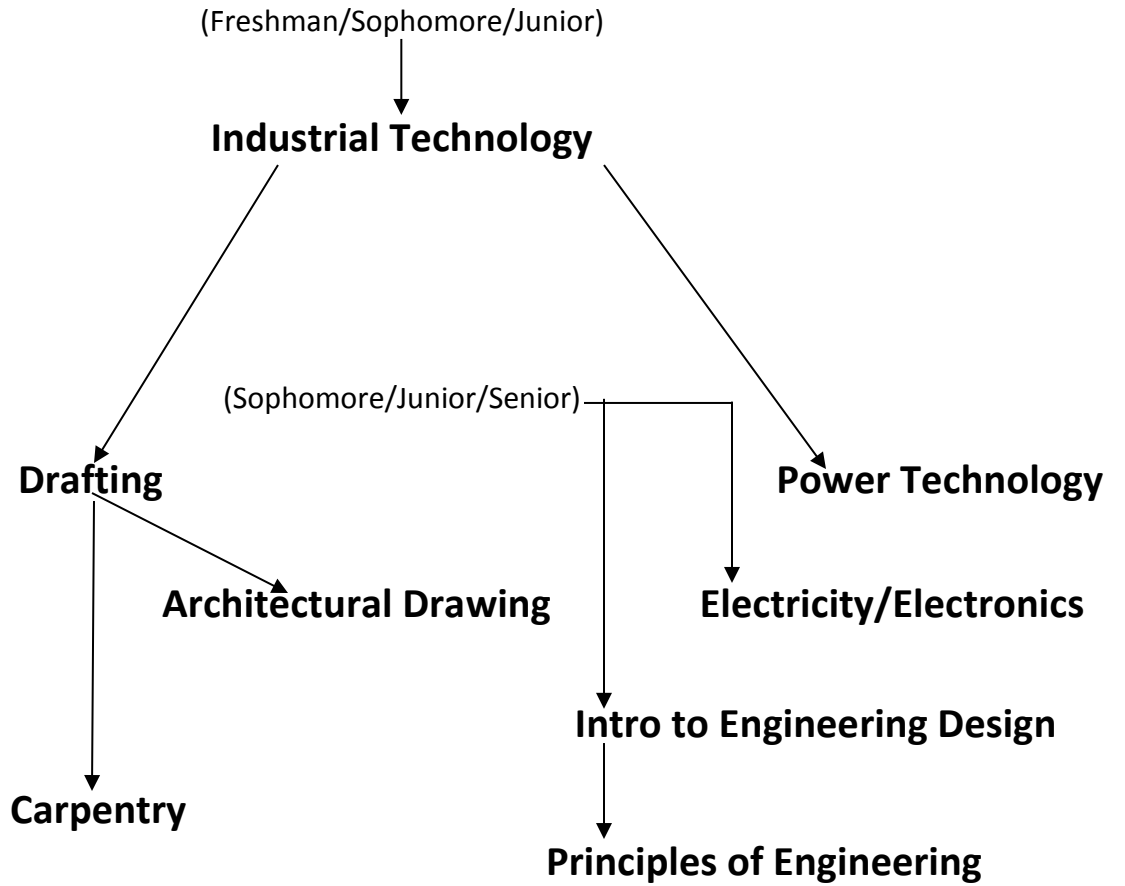 (Freshman/Sophomore/Junior)
Industrial Technology
(Sophomore/Junior/Senior)
Drafting
Power Technology
Architectural Drawing
Electricity/Electronics
Intro to Engineering Design
Carpentry
Principles of Engineering